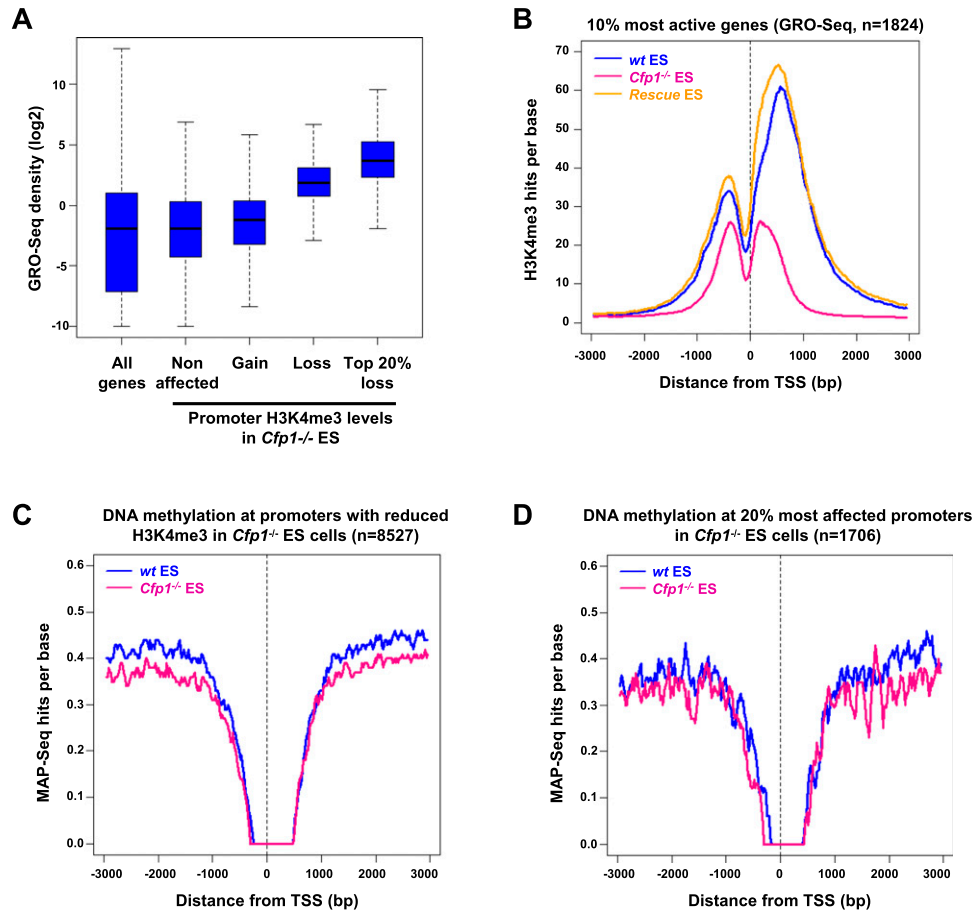 A
GRO-Seq density (log2)
10
5
0
-5
-10
All genes
Non affected
Gain
Loss
Top 20% loss
Promoter H3K4me3 levels
in Cfp1-/- ES
B
10% most active genes (GRO-Seq, n=1824)
wt ES
Cfp1-/- ES
Rescue ES
H3K4me3 hits per base
70
60
50
40
30
20
10
0
-3000 -2000 -1000 0 1000 2000 3000
Distance from TSS (bp)
C
DNA methylation at promoters with reduced
H3K4me3 in Cfp1-/- ES cells (n=8527)
wt ES
Cfp1-/- ES
MAP-Seq hits per base
0.6
0.5
0.4
0.3
0.2
0.1
0.0
-3000 -2000 -1000 0 1000 2000 3000
Distance from TSS (bp)
D
DNA methylation at 20% most affected promoters
in Cfp1-/- ES cells (n=1706)
wt ES
Cfp1-/- ES
MAP-Seq hits per base
0.6
0.5
0.4
0.3
0.2
0.1
0.0
-3000 -2000 -1000 0 1000 2000 3000
Distance from TSS (bp)